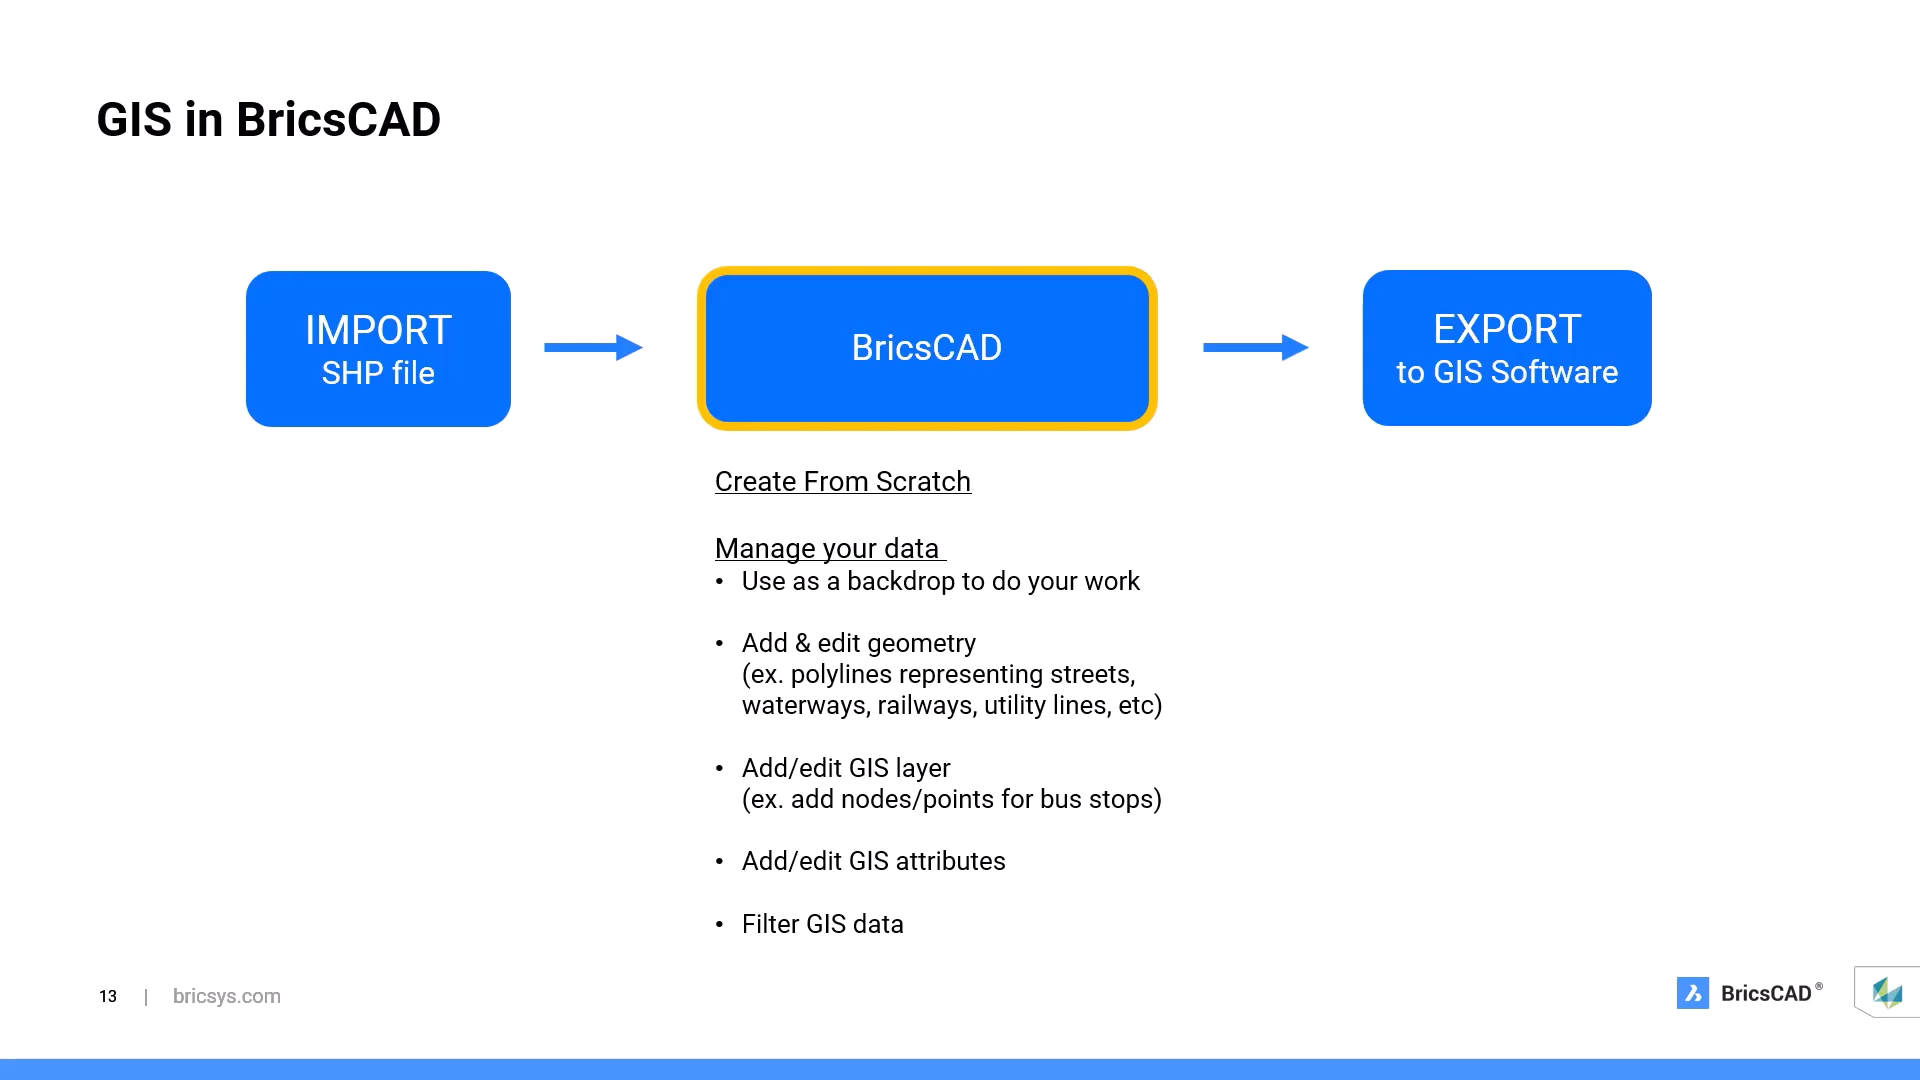 GIS in BricsCAD
IMPORT
SHP file
BricsCAD
EXPORT
to GIS Software
Create From Scratch
Manage your data
• Use as a backdrop to do your work
• Add & edit geometry
(ex. polylines representing streets,
waterways, railways, utility lines, etc)
• Add/edit GIS layer
(ex. add nodes/points for bus stops)
• Add/edit GIS attributes
• Filter GIS data
13 | bricsys.com
BricsCAD®